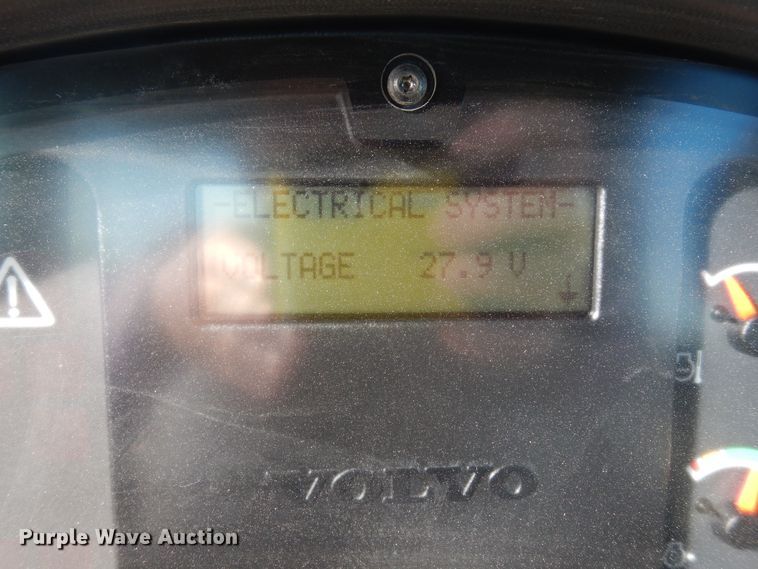 -ELECTRICAL SYSTEM-
VOLTAGE 27.9 V
VOLVO
Purple Wave Auction